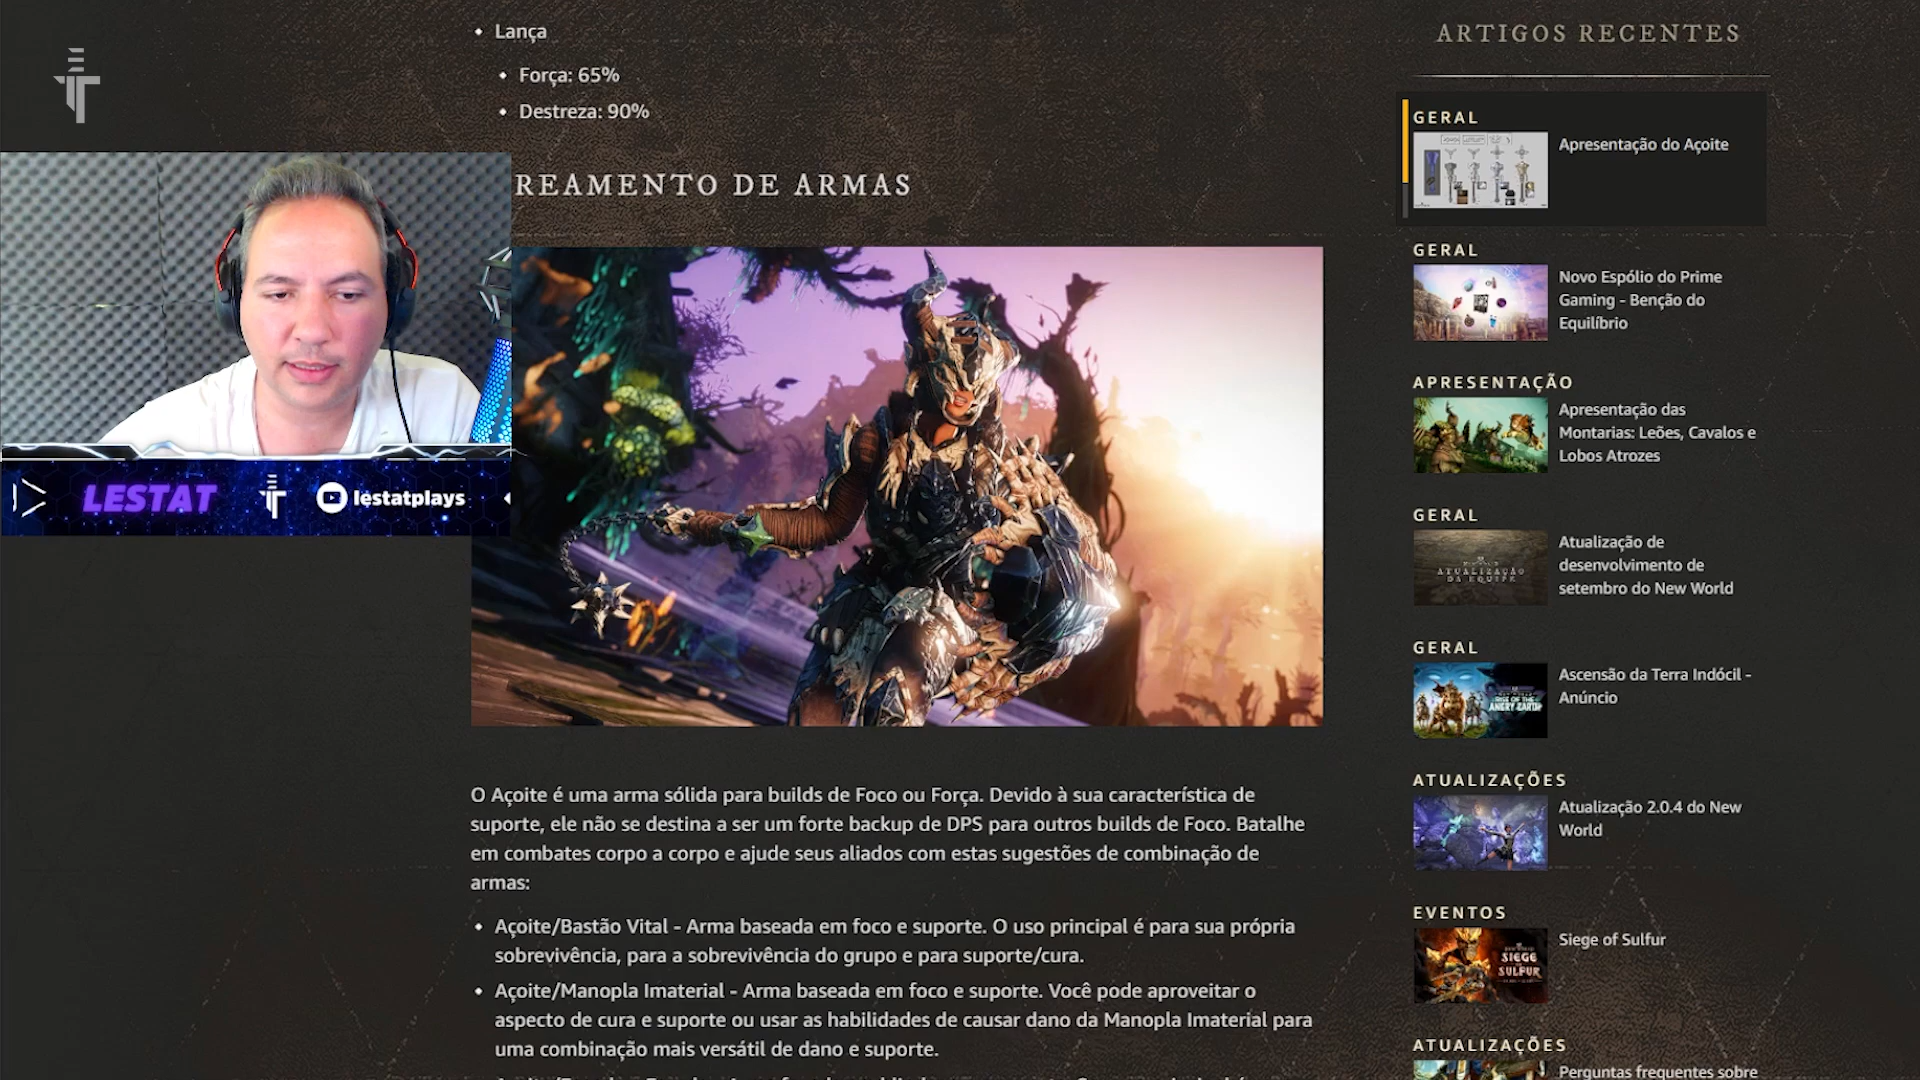 Lança
Força: 65%
Destreza: 90%
REAMENTO DE ARMAS
LESTAT
lestatplays
O Açoite é uma arma sólida para builds de Foco ou Força. Devido à sua característica de
suporte, ele não se destina a ser um forte backup de DPS para outros builds de Foco. Batalhe
em combates corpo a corpo e ajude seus aliados com estas sugestões de combinação de
armas:
Açoite/Bastão Vital - Arma baseada em foco e suporte. O uso principal é para sua própria
sobrevivência, para a sobrevivência do grupo e para suporte/cura.
Açoite/Manopla Imaterial - Arma baseada em foco e suporte. Você pode aproveitar o
aspecto de cura e suporte ou usar as habilidades de causar dano da Manopla Imaterial para
uma combinação mais versátil de dano e suporte.
ARTIGOS RECENTES
GERAL
Apresentação do Açoite
GERAL
Novo Espólio do Prime
Gaming - Benção do
Equilíbrio
APRESENTAÇÃO
Apresentação das
Montarias: Leões, Cavalos e
Lobos Atrozes
GERAL
ATUALIZAÇÃO
DA EQUIPE
Atualização de
desenvolvimento de
setembro do New World
GERAL
RISE OF THE
ANGRY EARTH
Ascensão da Terra Indócil -
Anúncio
ATUALIZAÇÕES
Atualização 2.0.4 do New
World
EVENTOS
SIEGE
SULFUR
Siege of Sulfur
ATUALIZAÇÕES
Perguntas frequentes sobre